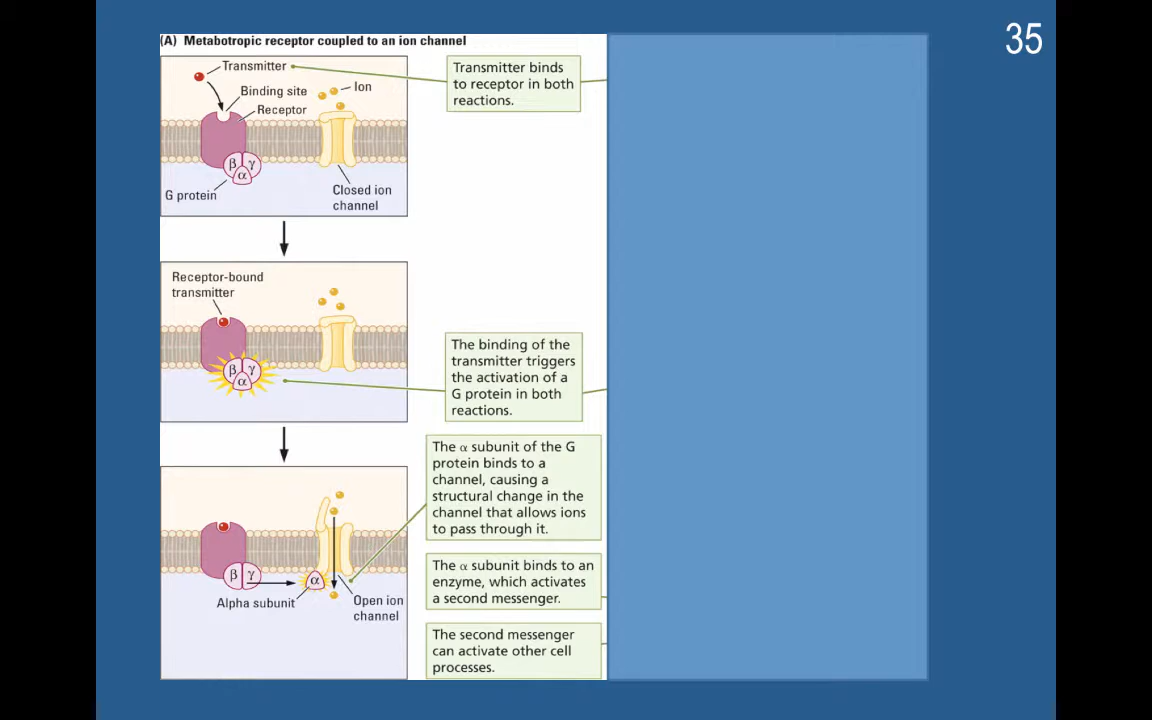 35
(A) Metabotropic receptor coupled to an ion channel
Transmitter
Binding site
Receptor
Ion
β γ
α
G protein
Closed ion
channel
Transmitter binds
to receptor in both
reactions.
Receptor-bound
transmitter
β γ
α
The binding of the
transmitter triggers
the activation of a
G protein in both
reactions.
β γ
α
Alpha subunit
Open ion
channel
The α subunit of the G
protein binds to a
channel, causing a
structural change in the
channel that allows ions
to pass through it.
The α subunit binds to an
enzyme, which activates
a second messenger.
The second messenger
can activate other cell
processes.